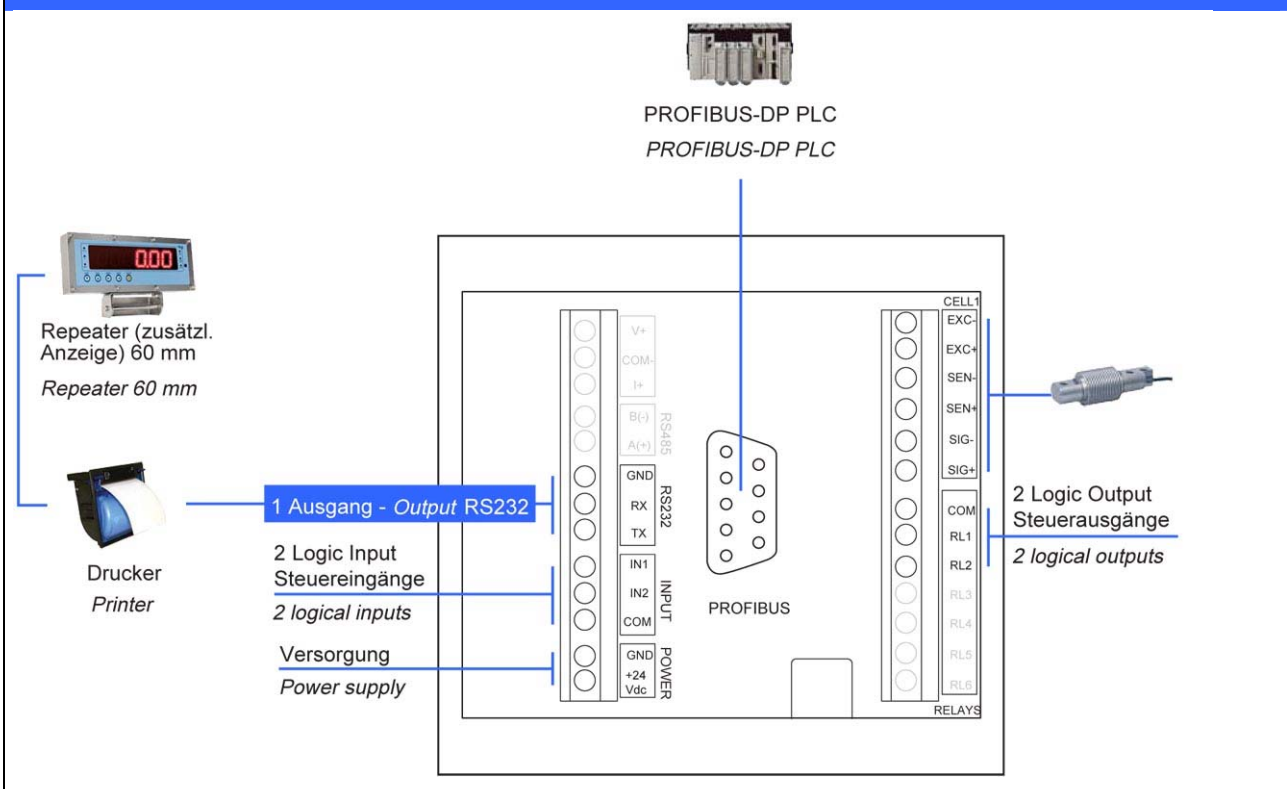 PROFIBUS-DP PLC
PROFIBUS-DP PLC
0.00
Repeater (zusätzl.
Anzeige) 60 mm
Repeater 60 mm
Drucker
Printer
1 Ausgang - Output RS232
2 Logic Input
Steuereingänge
2 logical inputs
Versorgung
Power supply
V+
COM-
I+
B(-)
A(+)
RS485
GND
RX
TX
RS232
IN1
IN2
COM
INPUT
GND
+24
Vdc
POWER
PROFIBUS
CELL1
EXC-
EXC+
SEN-
SEN+
SIG-
SIG+
COM
RL1
RL2
RL3
RL4
RL5
RL6
RELAYS
2 Logic Output
Steuerausgänge
2 logical outputs